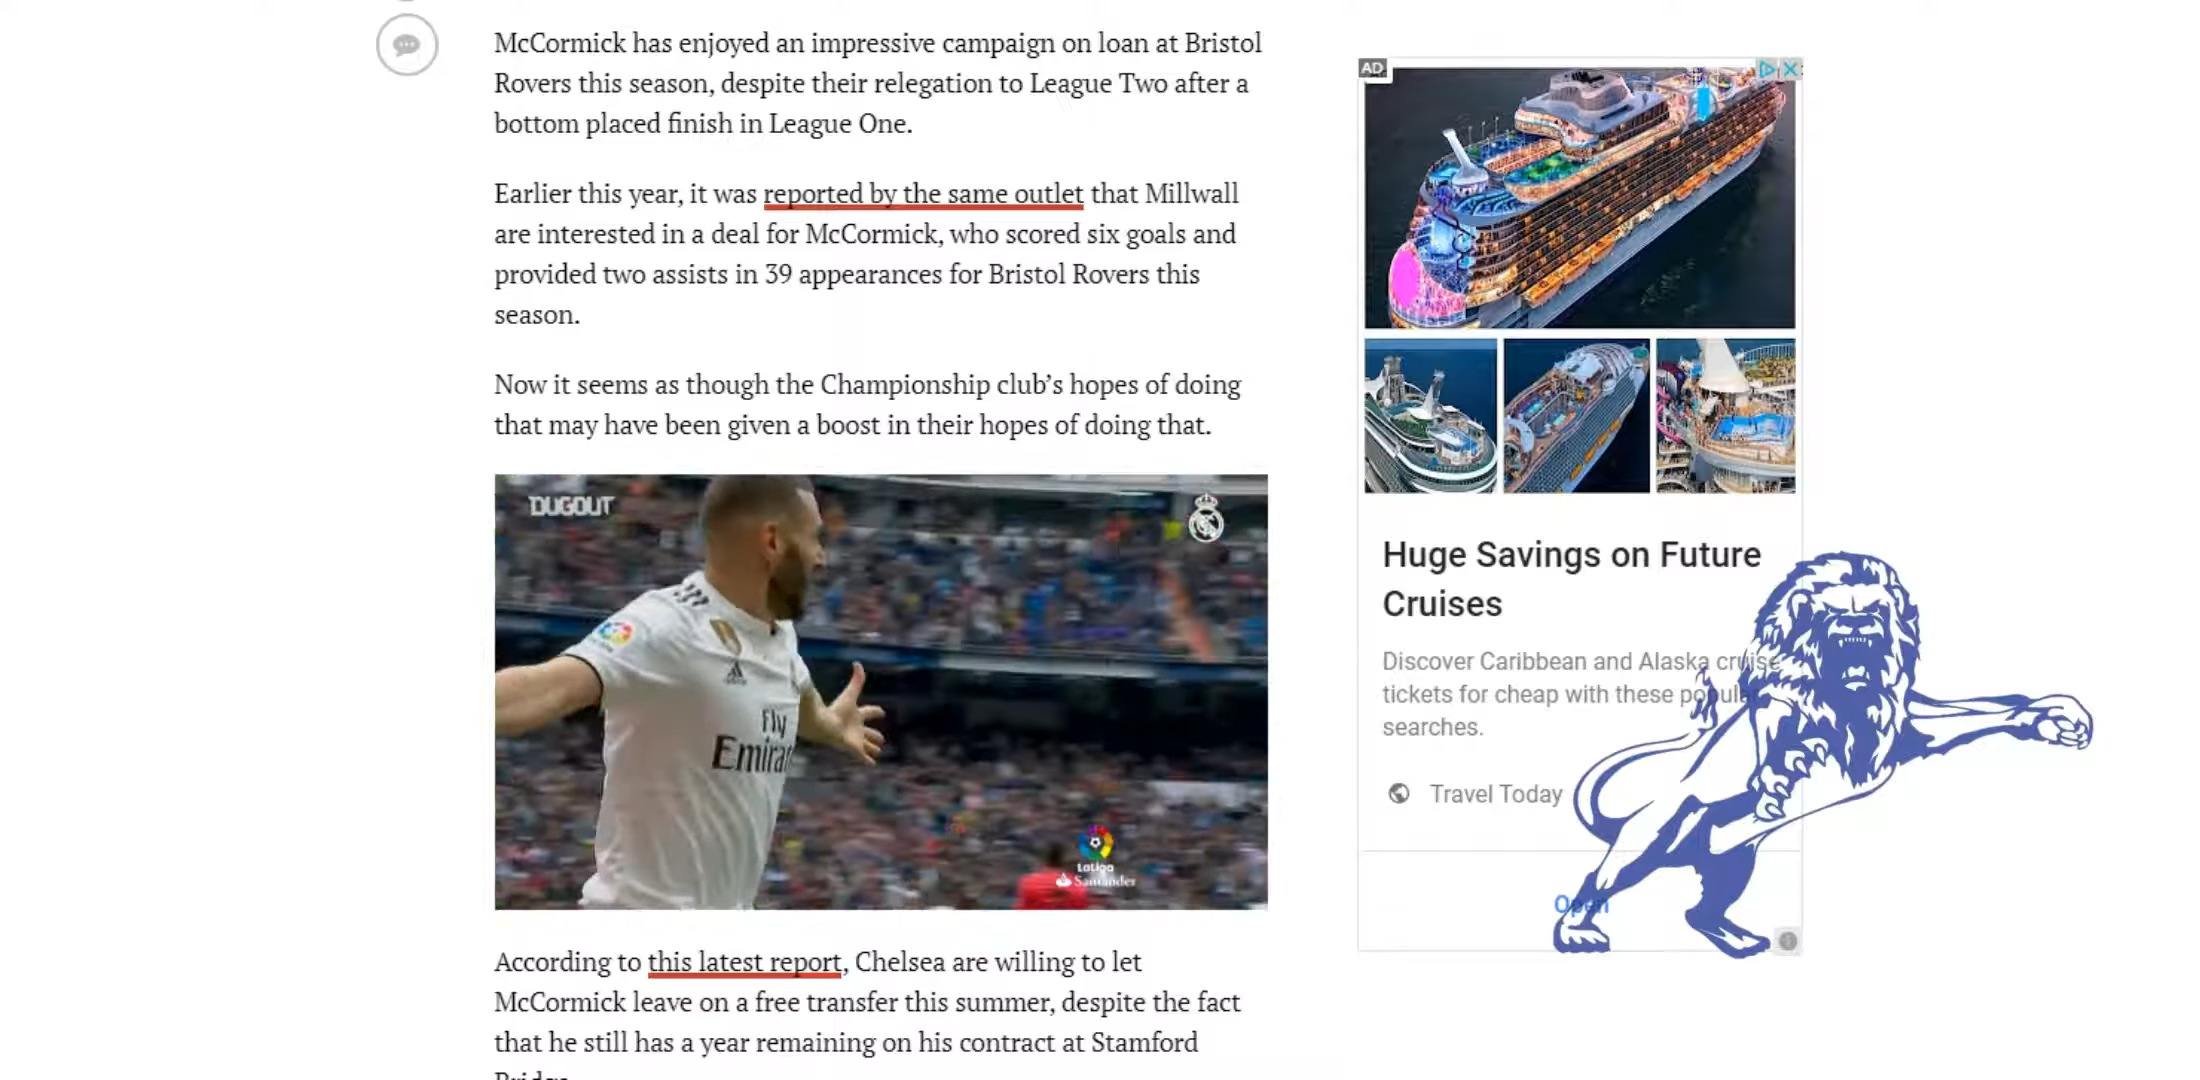 McCormick has enjoyed an impressive campaign on loan at Bristol
Rovers this season, despite their relegation to League Two after a
bottom placed finish in League One.
Earlier this year, it was reported by the same outlet that Millwall
are interested in a deal for McCormick, who scored six goals and
provided two assists in 39 appearances for Bristol Rovers this
season.
Now it seems as though the Championship club’s hopes of doing
that may have been given a boost in their hopes of doing that.
DUGOUT
Fly
Emirat
LaLiga
Santander
According to this latest report, Chelsea are willing to let
McCormick leave on a free transfer this summer, despite the fact
that he still has a year remaining on his contract at Stamford
AD
Huge Savings on Future
Cruises
Discover Caribbean and Alaska cruise
tickets for cheap with these popular
searches.
Travel Today
Open